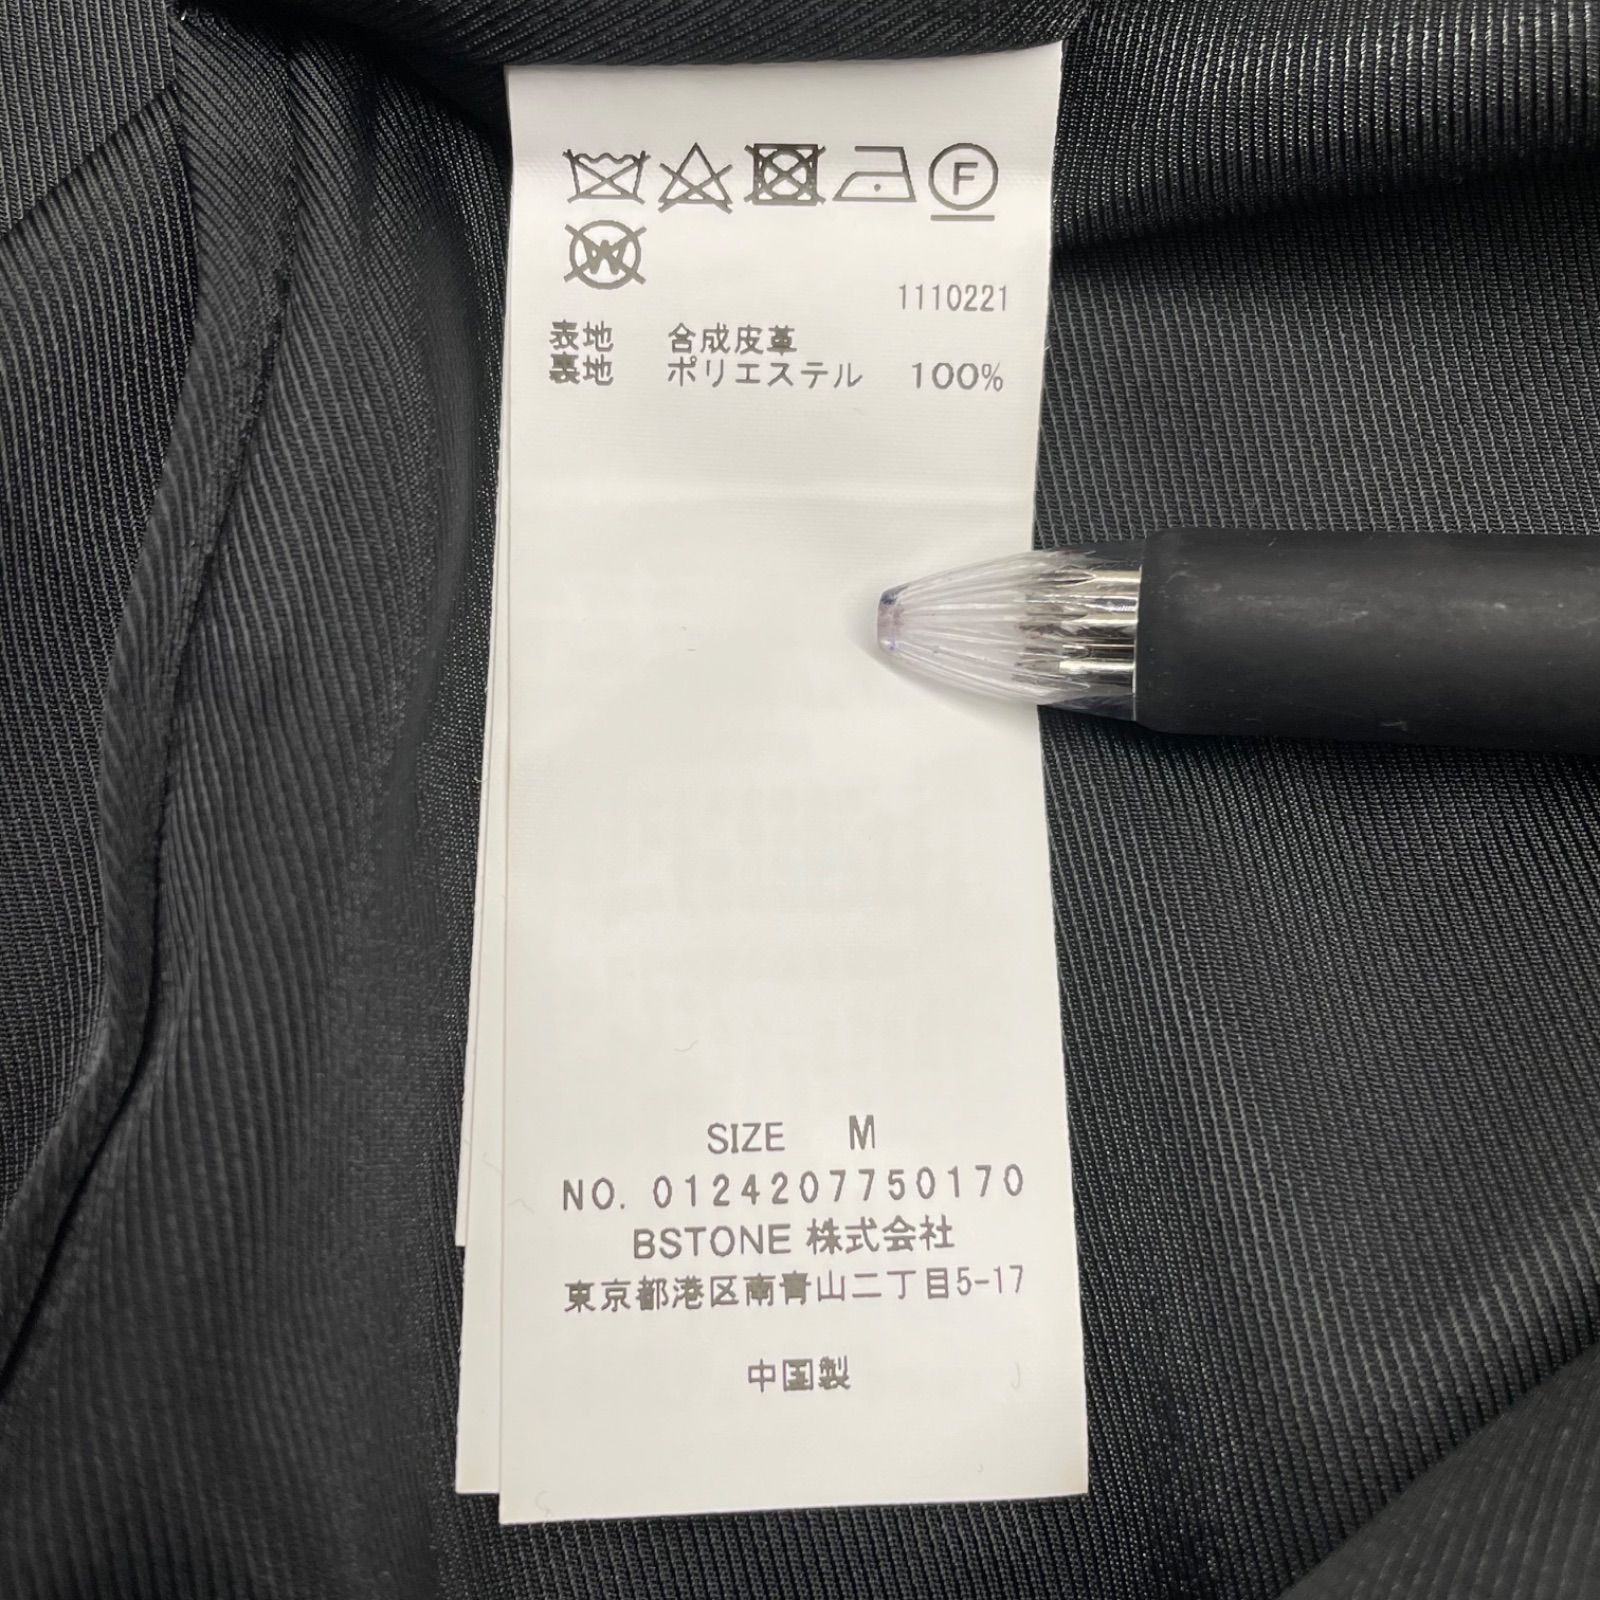 F
W
1110221
表地 合成皮革
裏地 ポリエステル 100%
SIZE M
NO. 0124207750170
BSTONE 株式会社
東京都港区南青山二丁目5-17
中国製